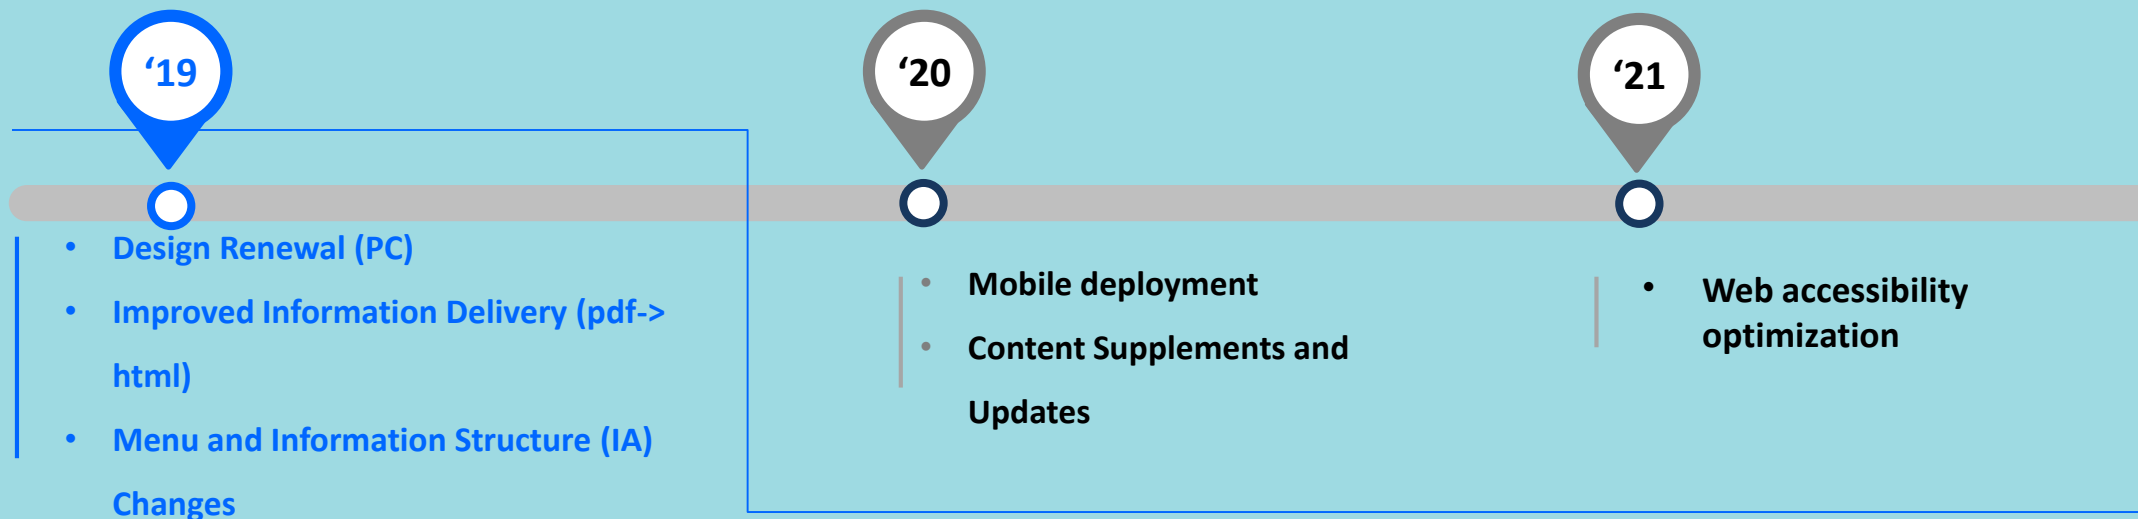 ‘19
• Design Renewal (PC)
• Improved Information Delivery (pdf->
html)
• Menu and Information Structure (IA)
Changes
‘20
• Mobile deployment
• Content Supplements and
Updates
‘21
• Web accessibility
optimization